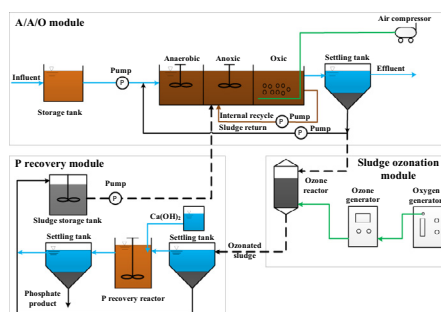 A/A/O module
Air compressor
Anaerobic
Anoxic
Oxic
Settling tank
Influent
Pump
P
Effluent
Storage tank
Internal recycle
P
Pump
Sludge return
P
Pump
P recovery module
Sludge ozonation
module
Pump
P
Sludge storage tank
Ozone
reactor
Ozone
generator
Oxygen
generator
Ca(OH)2
Settling tank
Settling tank
Ozonated
sludge
P recovery reactor
Phosphate
product